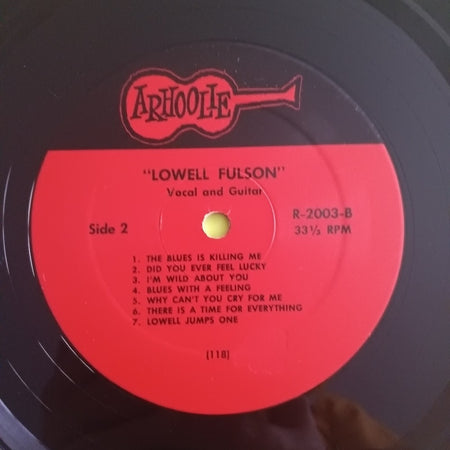 ARHOOLIE
"LOWELL FULSON"
Vocal and Guitar
Side 2
R-2003-B
33⅓ RPM
1. THE BLUES IS KILLING ME
2. DID YOU EVER FEEL LUCKY
3. I'M WILD ABOUT YOU
4. BLUES WITH A FEELING
5. WHY CAN'T YOU CRY FOR ME
6. THERE IS A TIME FOR EVERYTHING
7. LOWELL JUMPS ONE
[118]